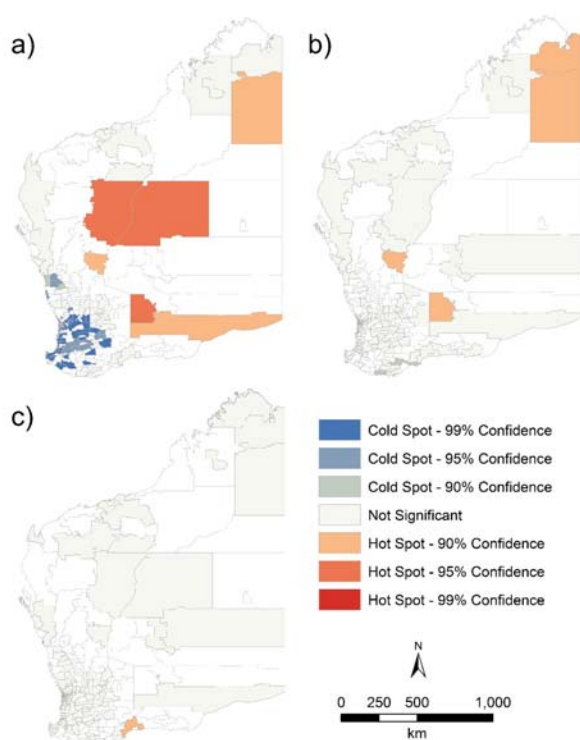 a)
b)
c)
Cold Spot - 99% Confidence
Cold Spot - 95% Confidence
Cold Spot - 90% Confidence
Not Significant
Hot Spot - 90% Confidence
Hot Spot - 95% Confidence
Hot Spot - 99% Confidence
N
0 250 500 1,000
km